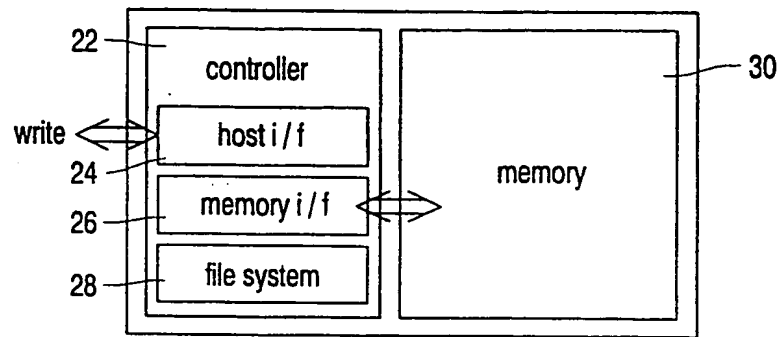 22
controller
30
write
host i / f
24
memory
memory i / f
26
file system
28